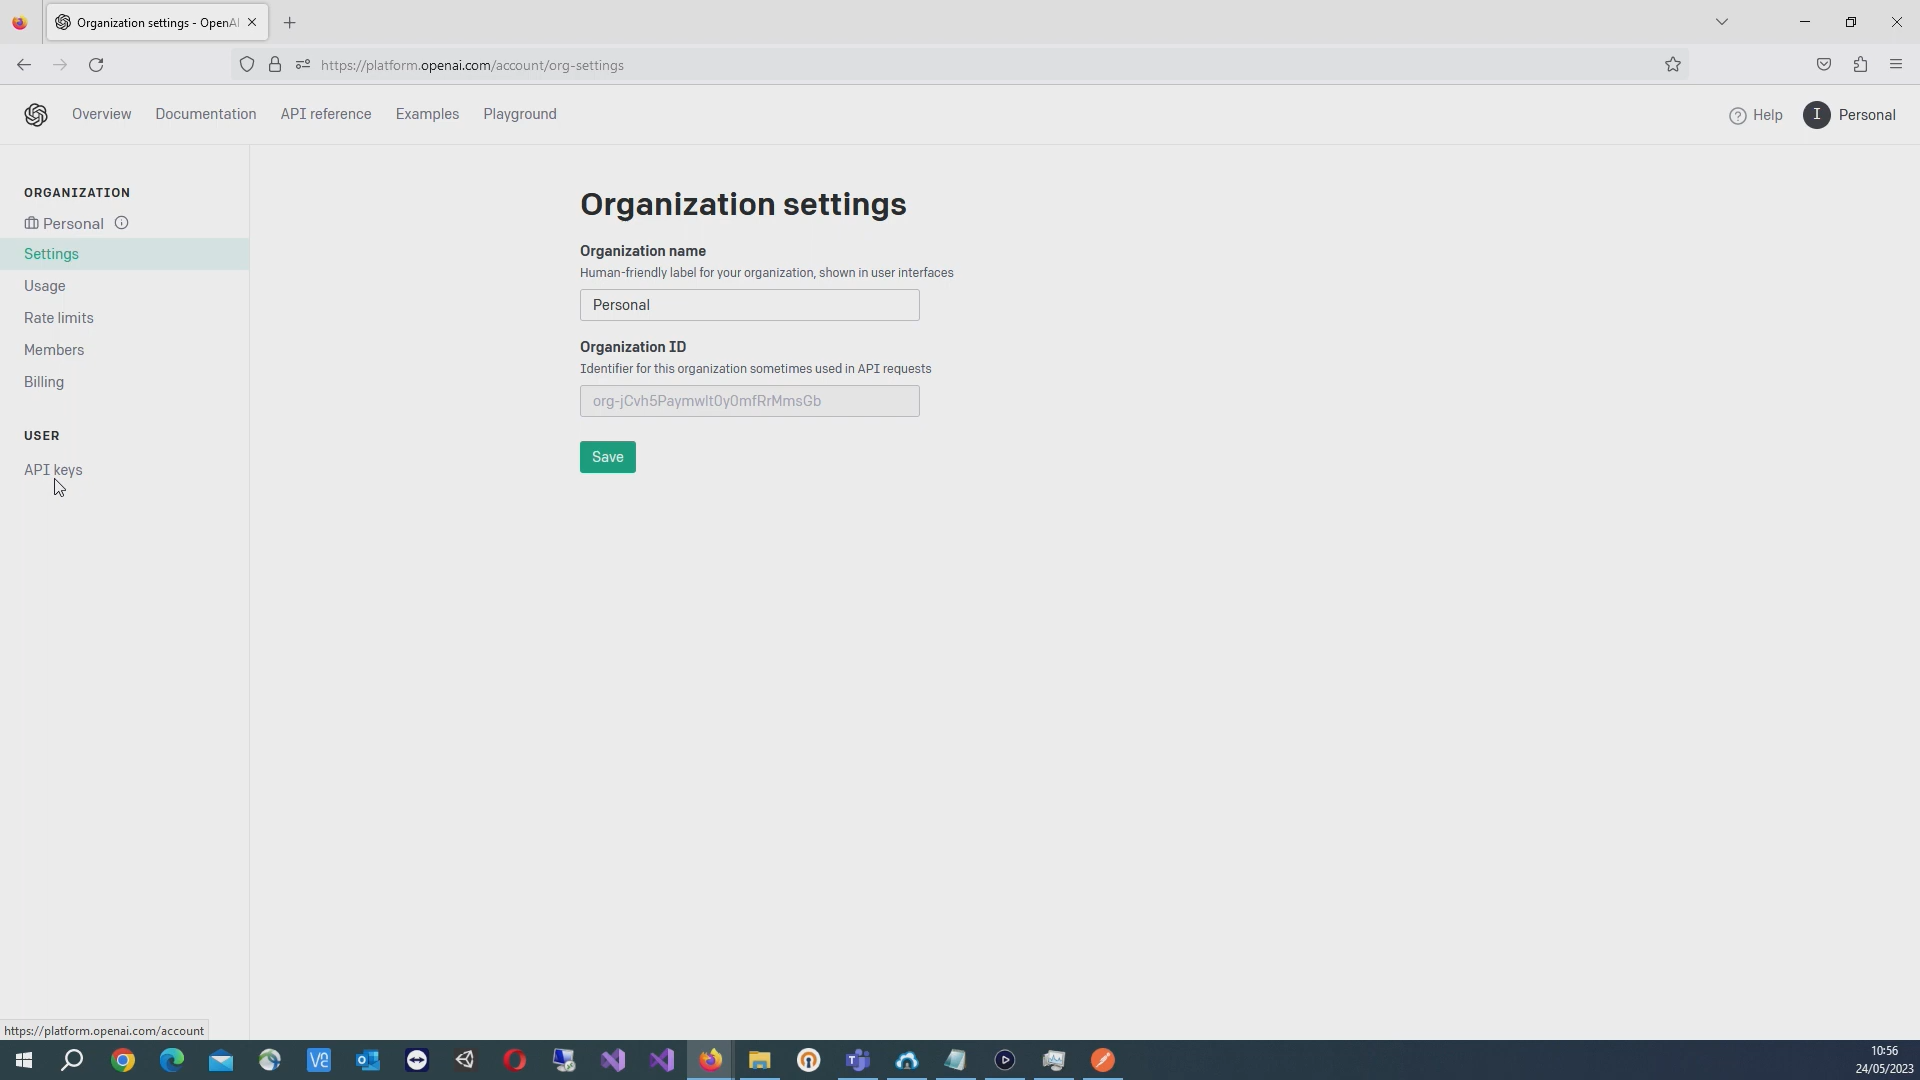 Organization settings - OpenAI
https://platform.openai.com/account/org-settings
Overview
Documentation
API reference
Examples
Playground
Help
I
Personal
ORGANIZATION
Personal
Settings
Usage
Rate limits
Members
Billing
USER
API keys
Organization settings
Organization name
Human-friendly label for your organization, shown in user interfaces
Personal
Organization ID
Identifier for this organization sometimes used in API requests
org-jCvh5Paymwlt0y0mfRrMmsGb
Save
https://platform.openai.com/account
10:56
24/05/2023